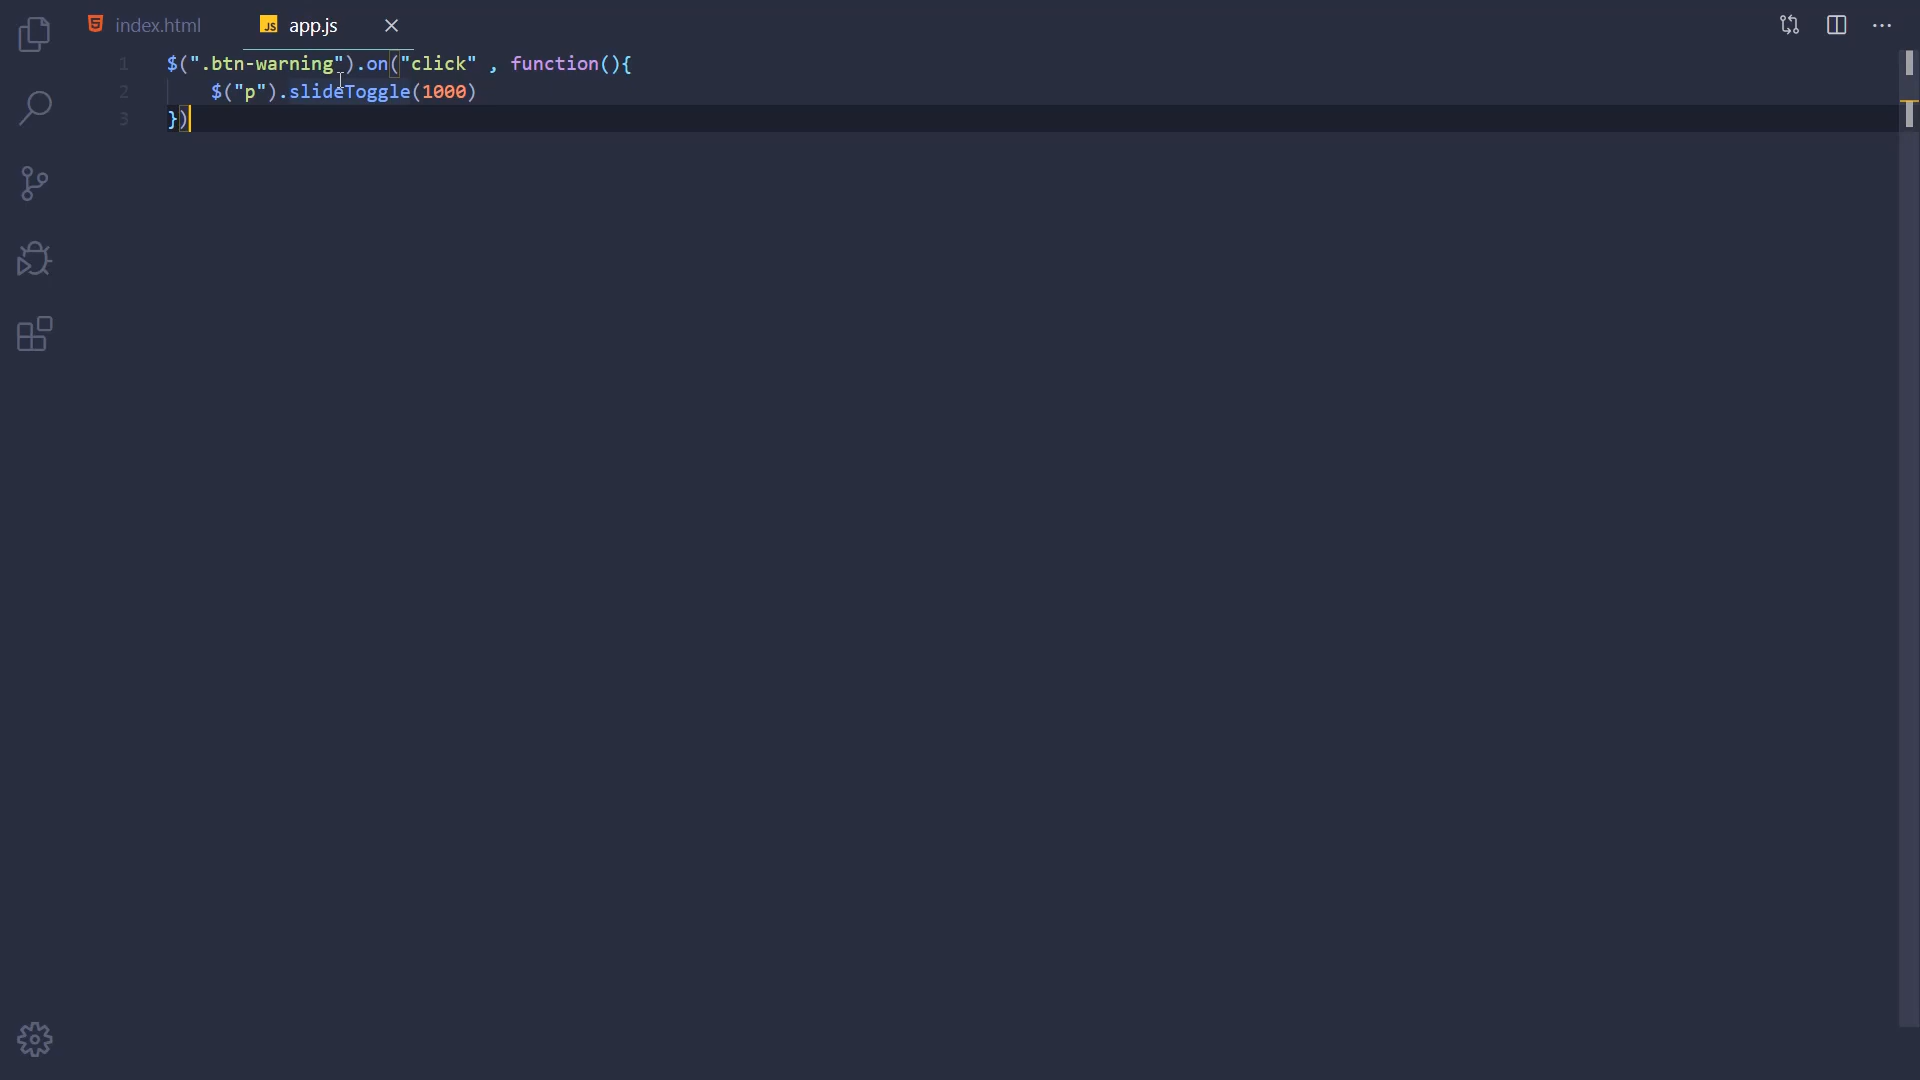 index.html
app.js
1 $(".btn-warning").on("click" , function(){
2 $("p").slideToggle(1000)
3 })